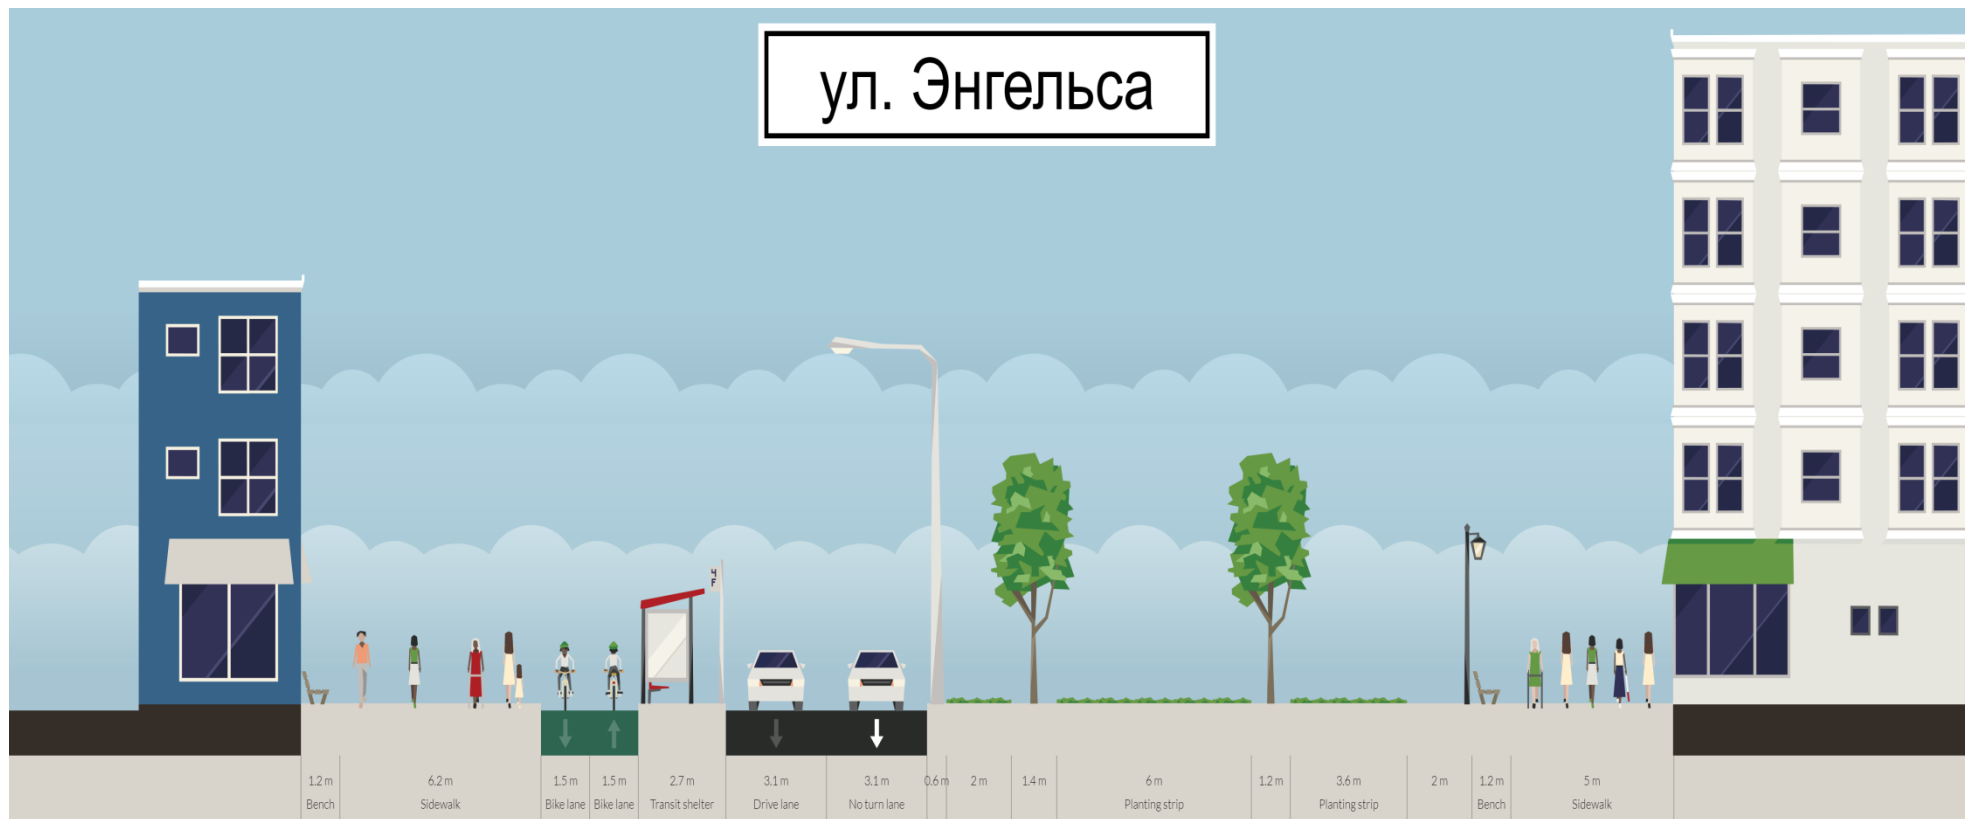 ул. Энгельса
1.2 m
Bench
6.2 m
Sidewalk
1.5 m
Bike lane
1.5 m
Bike lane
2.7 m
Transit shelter
3.1 m
Drive lane
3.1 m
No turn lane
0.6 m
2 m
1.4 m
6 m
Planting strip
1.2 m
3.6 m
Planting strip
2 m
1.2 m
Bench
5 m
Sidewalk